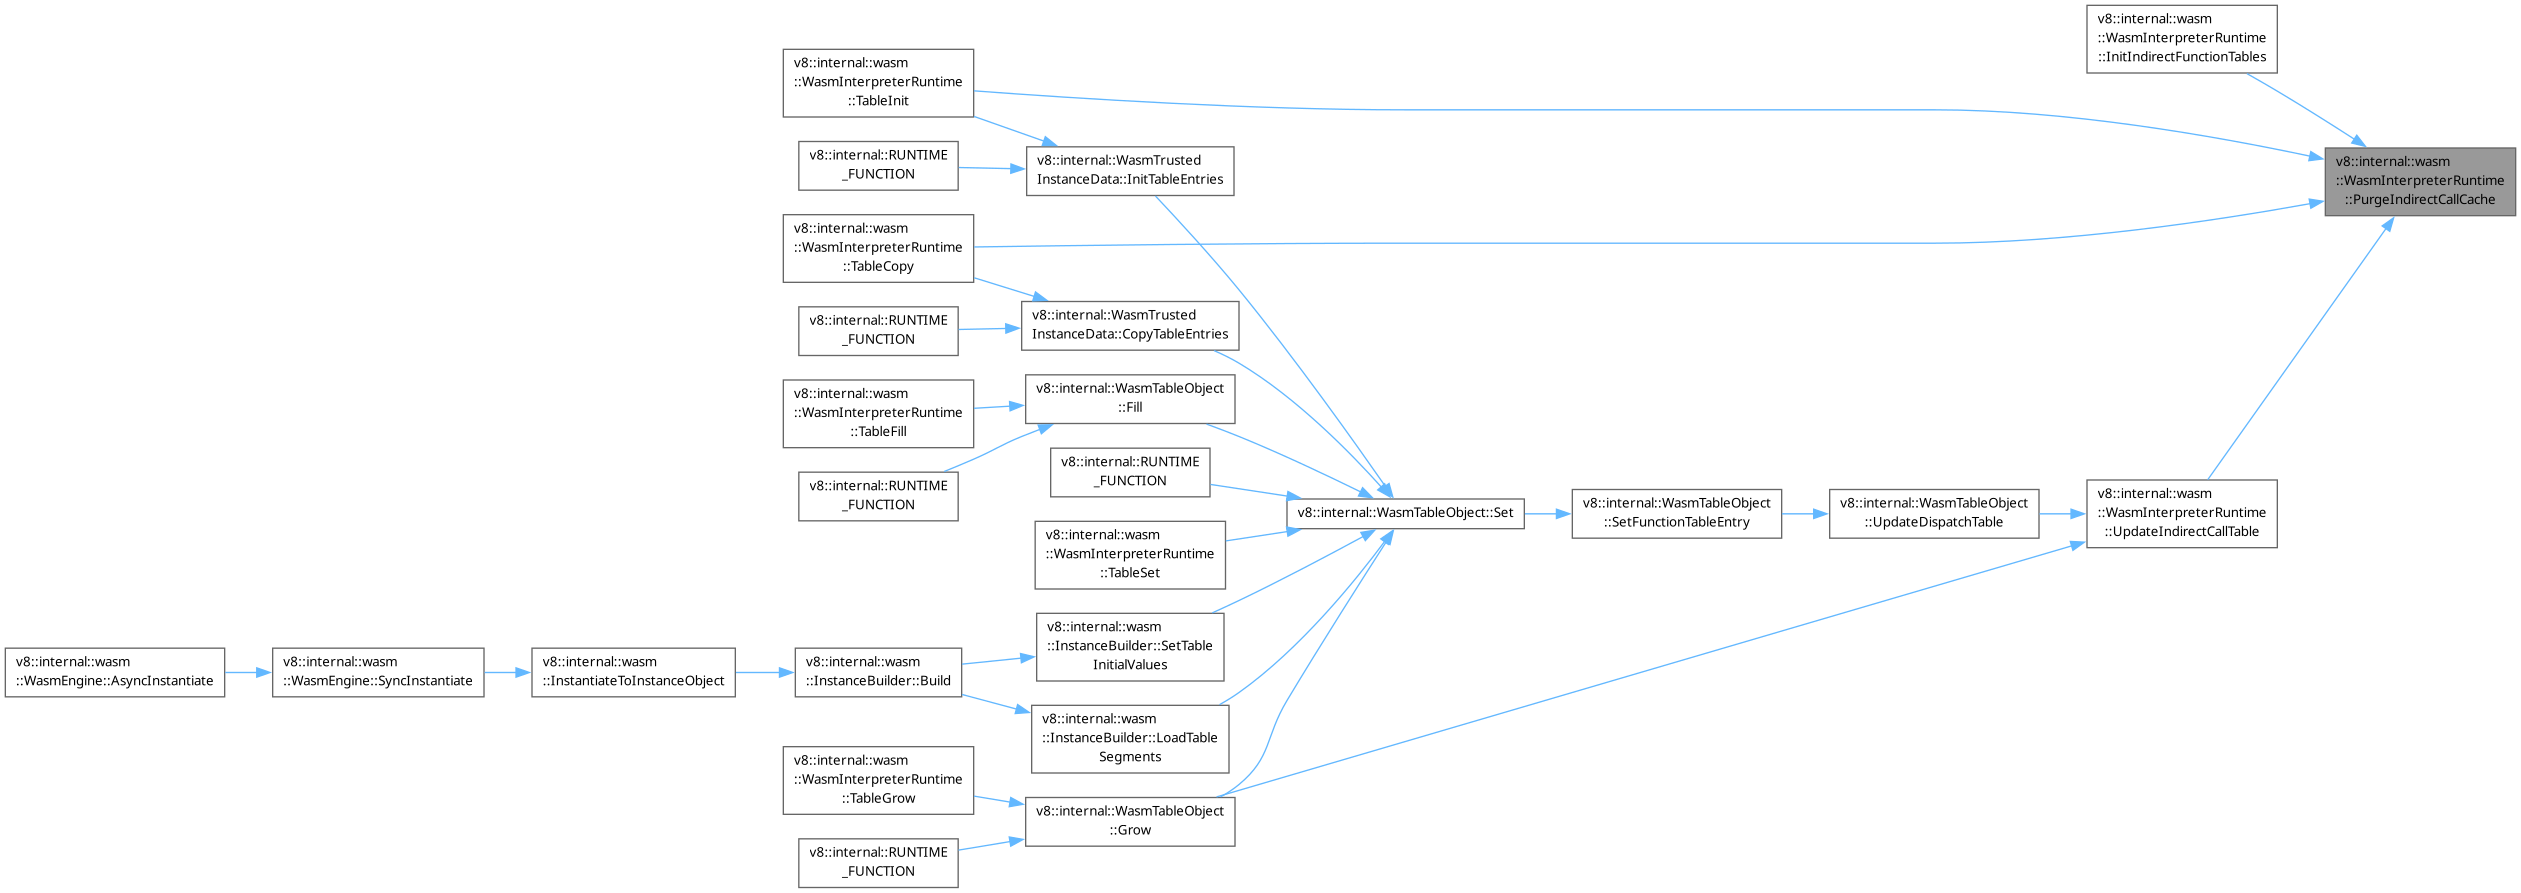 v8::internal::wasm
::WasmInterpreterRuntime
::InitIndirectFunctionTables
v8::internal::wasm
::WasmInterpreterRuntime
::TableInit
v8::internal::RUNTIME
_FUNCTION
v8::internal::WasmTrusted
InstanceData::InitTableEntries
v8::internal::wasm
::WasmInterpreterRuntime
::PurgeIndirectCallCache
v8::internal::wasm
::WasmInterpreterRuntime
::TableCopy
v8::internal::RUNTIME
_FUNCTION
v8::internal::WasmTrusted
InstanceData::CopyTableEntries
v8::internal::wasm
::WasmInterpreterRuntime
::TableFill
v8::internal::WasmTableObject
::Fill
v8::internal::RUNTIME
_FUNCTION
v8::internal::RUNTIME
_FUNCTION
v8::internal::WasmTableObject::Set
v8::internal::WasmTableObject
::SetFunctionTableEntry
v8::internal::WasmTableObject
::UpdateDispatchTable
v8::internal::wasm
::WasmInterpreterRuntime
::UpdateIndirectCallTable
v8::internal::wasm
::WasmInterpreterRuntime
::TableSet
v8::internal::wasm
::InstanceBuilder::SetTable
InitialValues
v8::internal::wasm
::WasmEngine::AsyncInstantiate
v8::internal::wasm
::WasmEngine::SyncInstantiate
v8::internal::wasm
::InstantiateToInstanceObject
v8::internal::wasm
::InstanceBuilder::Build
v8::internal::wasm
::InstanceBuilder::LoadTable
Segments
v8::internal::wasm
::WasmInterpreterRuntime
::TableGrow
v8::internal::WasmTableObject
::Grow
v8::internal::RUNTIME
_FUNCTION